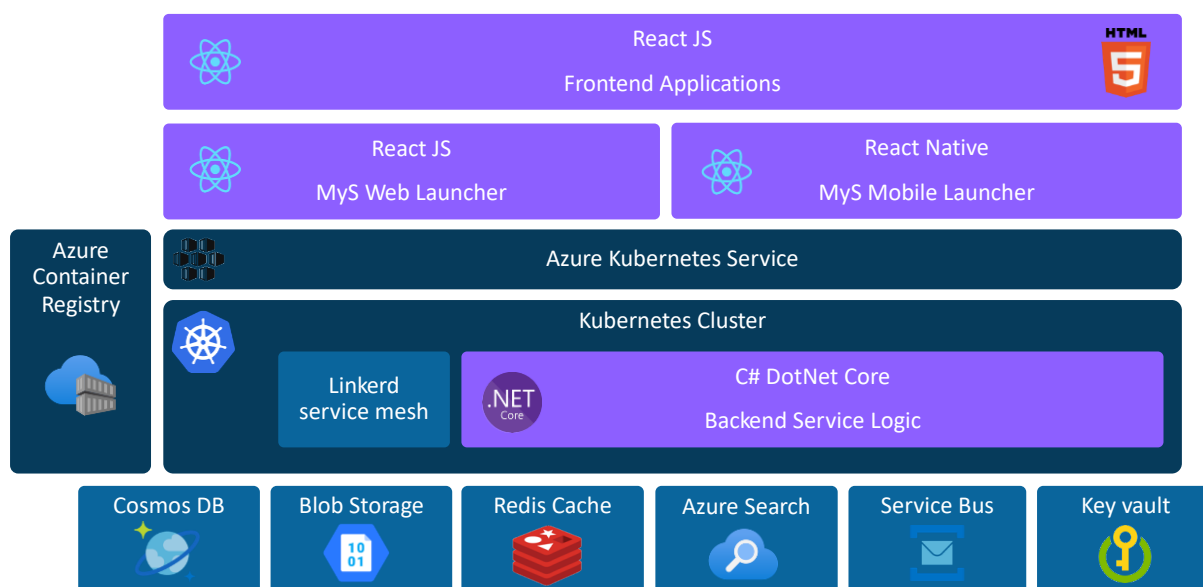 React JS
Frontend Applications
HTML
5
React JS
MyS Web Launcher
React Native
MyS Mobile Launcher
Azure
Container
Registry
Azure Kubernetes Service
Kubernetes Cluster
Linkerd
service mesh
.NET
Core
C# DotNet Core
Backend Service Logic
Cosmos DB
Blob Storage
10
01
Redis Cache
Azure Search
Service Bus
Key vault